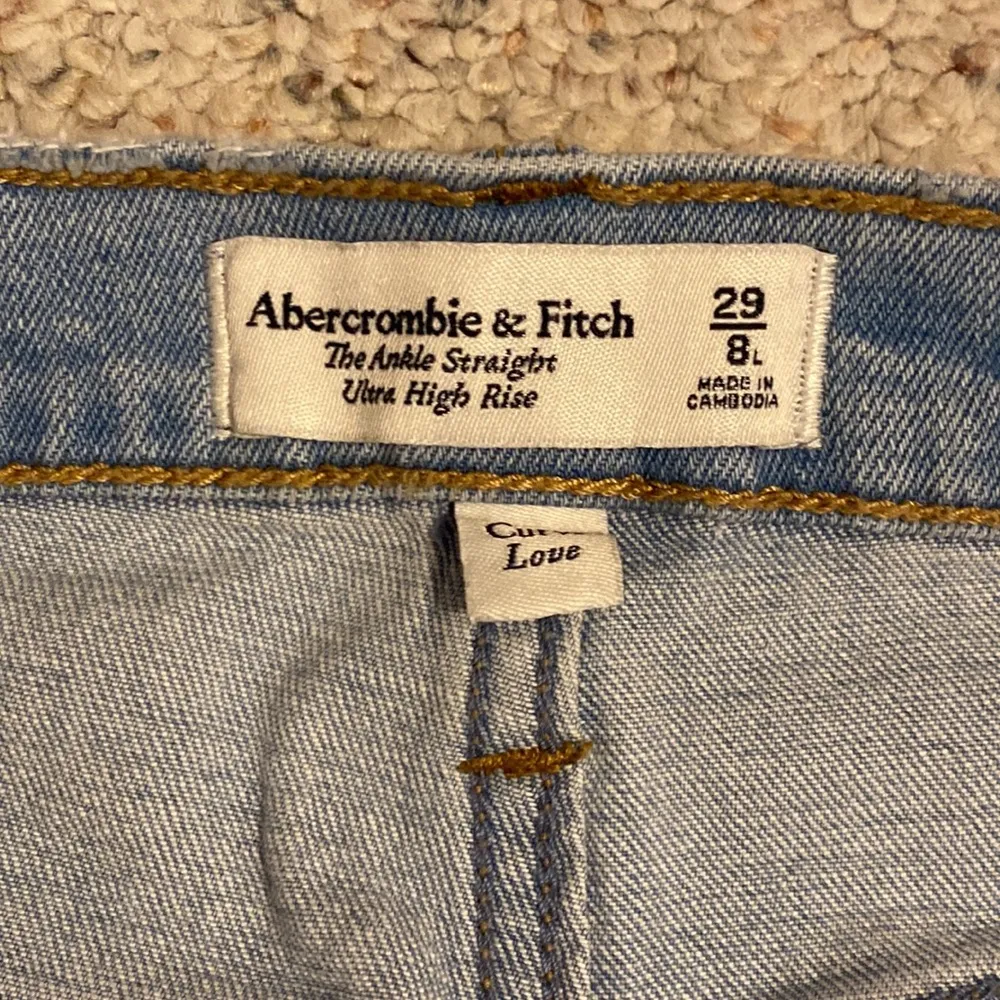 Abercrombie & Fitch
The Ankle Straight
Ultra High Rise
29
8L
MADE IN
CAMBODIA
Love